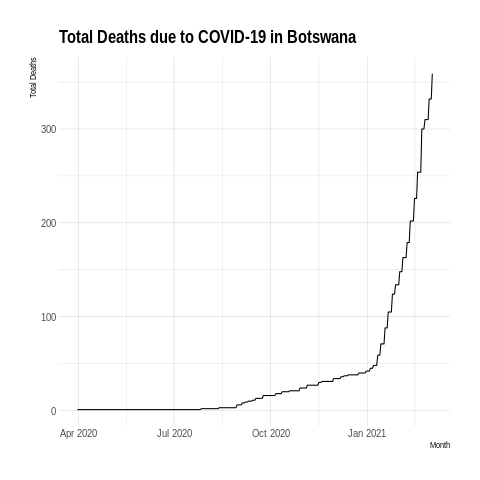 Total Deaths due to COVID-19 in Botswana
Total Deaths
300
200
100
0
Apr 2020 Jul 2020 Oct 2020 Jan 2021
Month